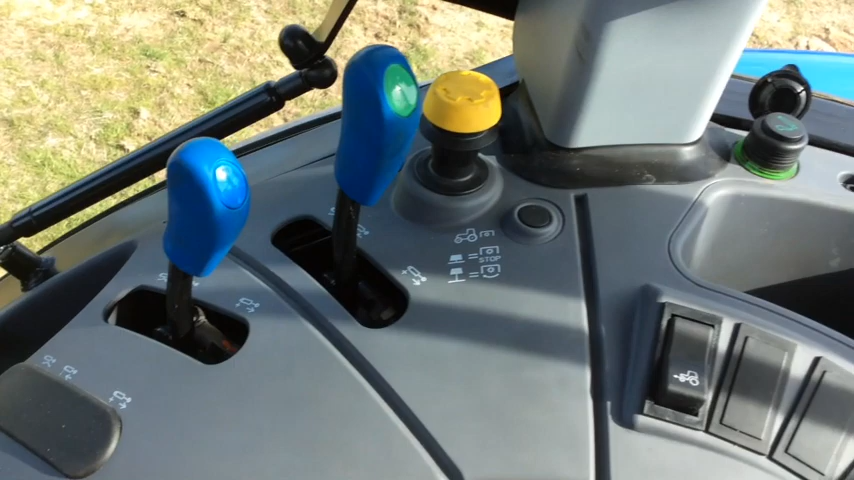 =
STOP
=